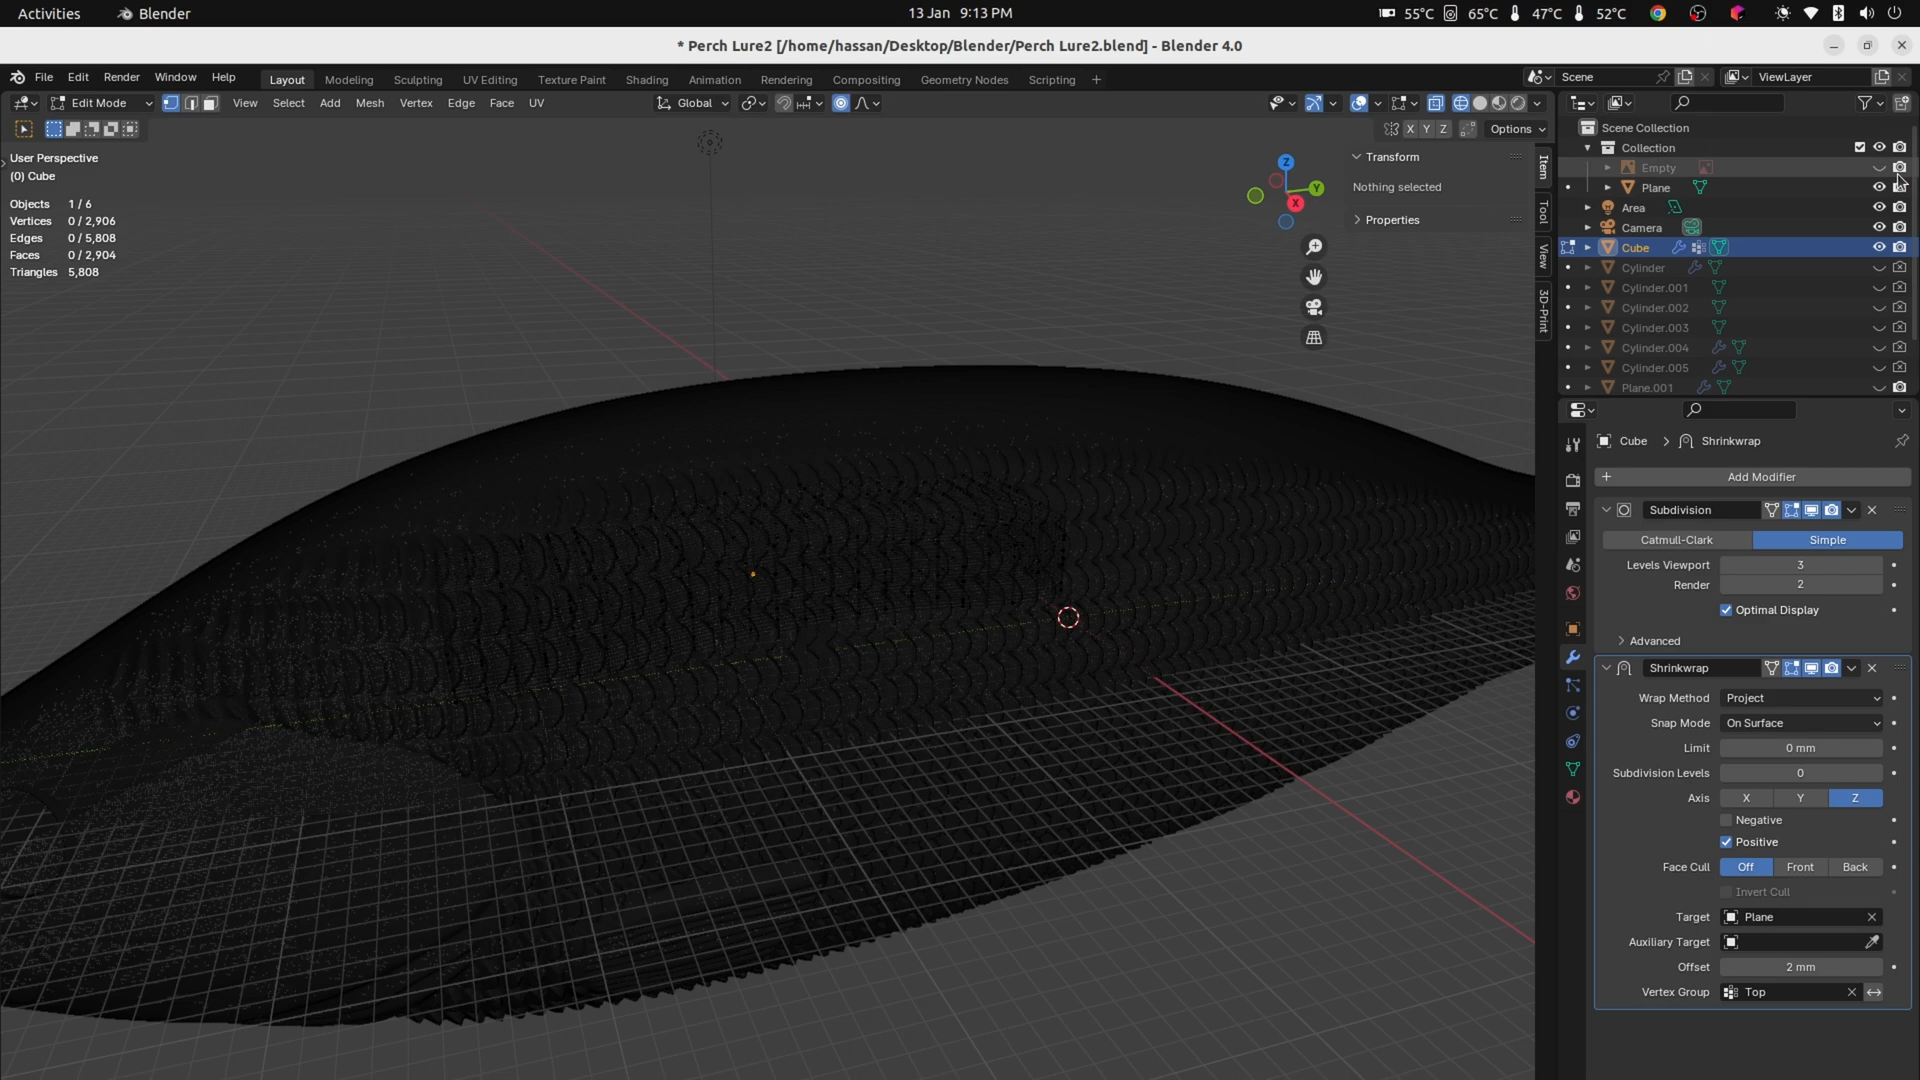 Activities Blender 13 Jan 9:13 PM 55°C 65°C 47°C 52°C
* Perch Lure2 [/home/hassan/Desktop/Blender/Perch Lure2.blend] - Blender 4.0
File Edit Render Window Help Layout Modeling Sculpting UV Editing Texture Paint Shading Animation Rendering Compositing Geometry Nodes Scripting + Scene ViewLayer
Edit Mode View Select Add Mesh Vertex Edge Face UV Global
X Y Z Options
User Perspective
(0) Cube
Objects 1 / 6
Vertices 0 / 2,906
Edges 0 / 5,808
Faces 0 / 2,904
Triangles 5,808
Z
Y
X
Transform
Nothing selected
Properties
Item
Tool
View
3D-Print
Scene Collection
Collection
Empty
Plane
Area
Camera
Cube
Cylinder
Cylinder.001
Cylinder.002
Cylinder.003
Cylinder.004
Cylinder.005
Plane.001
Cube > Shrinkwrap
+ Add Modifier
Subdivision
Catmull-Clark Simple
Levels Viewport 3
Render 2
Optimal Display
Advanced
Shrinkwrap
Wrap Method Project
Snap Mode On Surface
Limit 0 mm
Subdivision Levels 0
Axis X Y Z
Negative
Positive
Face Cull Off Front Back
Invert Cull
Target Plane
Auxiliary Target
Offset 2 mm
Vertex Group Top